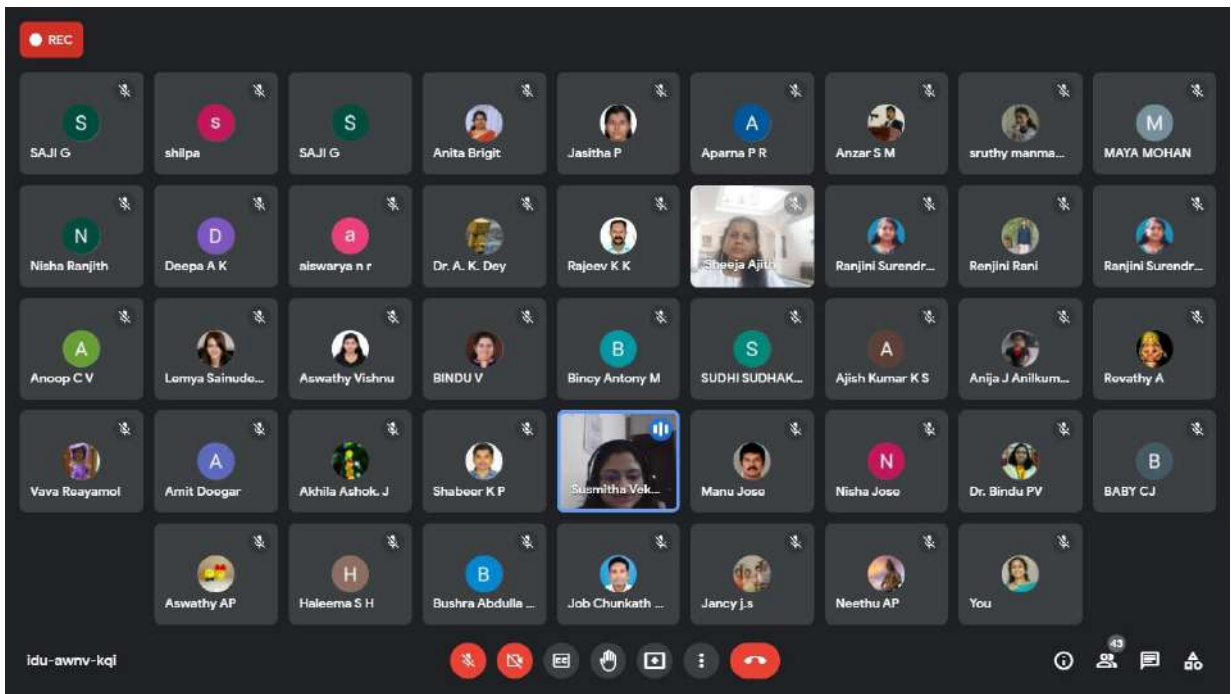 REC
S
SAJI G
s
shilpa
S
SAJI G
Anita Brigit
Jasitha P
A
Aparna P R
Anzar S M
sruthy manma...
M
MAYA MOHAN
N
Nisha Ranjith
D
Deepa A K
a
aiswarya n r
Dr. A. K. Dey
Rajeev K K
Sheeja Ajith
Ranjini Surendr...
Renjini Rani
Ranjini Surendr...
A
Anoop C V
Lemya Sainude...
Aswathy Vishnu
BINDU V
B
Bincy Antony M
S
SUDHI SUDHAK...
A
Ajish Kumar K S
Anija J Anilkum...
Revathy A
Vava Reayamol
A
Amit Doegar
Akhila Ashok. J
Shabeer K P
Susmitha Vek...
Manu Jose
N
Nisha Jose
Dr. Bindu PV
B
BABY CJ
Aswathy AP
H
Haleema S H
B
Bushra Abdulla ...
Job Chunkath ...
Jancy j.s
Neethu AP
You
idu-awnv-kqi
CC
43